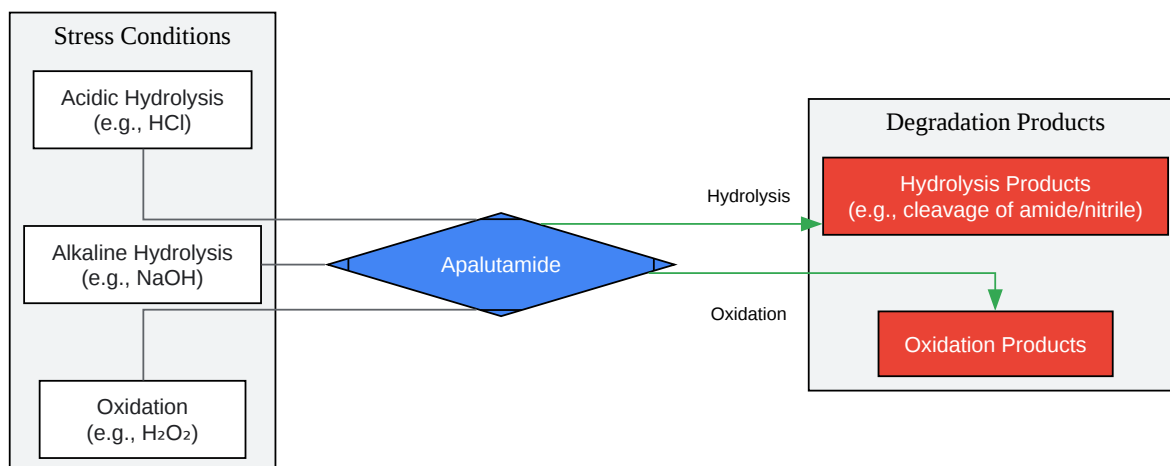 Stress Conditions
Acidic Hydrolysis
(e.g., HCl)
Alkaline Hydrolysis
(e.g., NaOH)
Oxidation
(e.g., H₂O₂)
Apalutamide
Hydrolysis
Oxidation
Degradation Products
Hydrolysis Products
(e.g., cleavage of amide/nitrile)
Oxidation Products